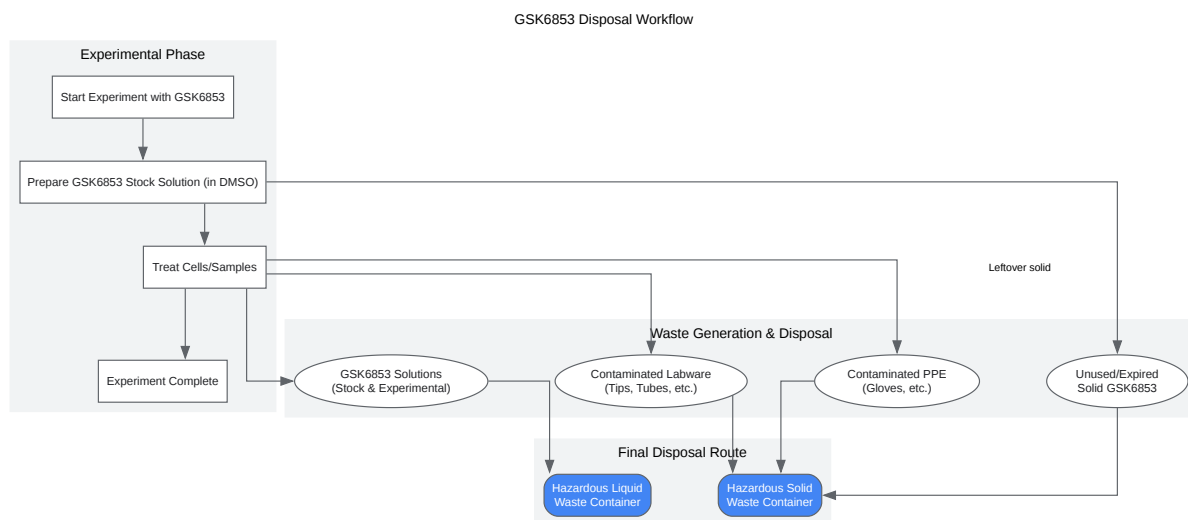 GSK6853 Disposal Workflow
Experimental Phase
Start Experiment with GSK6853
Prepare GSK6853 Stock Solution (in DMSO)
Treat Cells/Samples
Leftover solid
Experiment Complete
Waste Generation & Disposal
GSK6853 Solutions
(Stock & Experimental)
Contaminated Labware
(Tips, Tubes, etc.)
Contaminated PPE
(Gloves, etc.)
Unused/Expired
Solid GSK6853
Final Disposal Route
Hazardous Liquid
Waste Container
Hazardous Solid
Waste Container